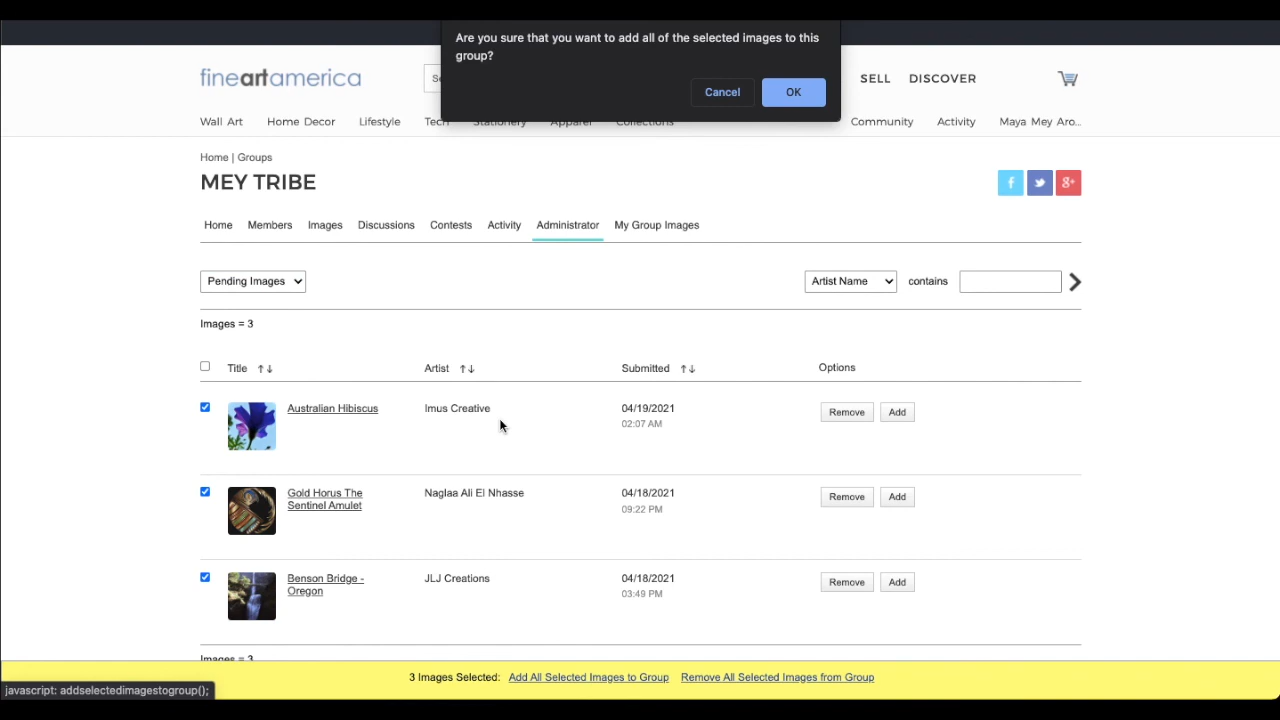 Are you sure that you want to add all of the selected images to this
group?
Cancel
OK
fineartamerica
SELL
DISCOVER
Wall Art
Home Decor
Lifestyle
Tech
Stationery
Apparel
Collections
Community
Activity
Maya Mey Aro...
Home | Groups
MEY TRIBE
Home
Members
Images
Discussions
Contests
Activity
Administrator
My Group Images
Pending Images
Artist Name
contains
Images = 3
Title
Artist
Submitted
Options
Australian Hibiscus
Imus Creative
04/19/2021
02:07 AM
Remove
Add
Gold Horus The
Sentinel Amulet
Naglaa Ali El Nhasse
04/18/2021
09:22 PM
Remove
Add
Benson Bridge -
Oregon
JLJ Creations
04/18/2021
03:49 PM
Remove
Add
Images = 3
3 Images Selected:
Add All Selected Images to Group
Remove All Selected Images from Group
javascript: addselectedimagestogroup();